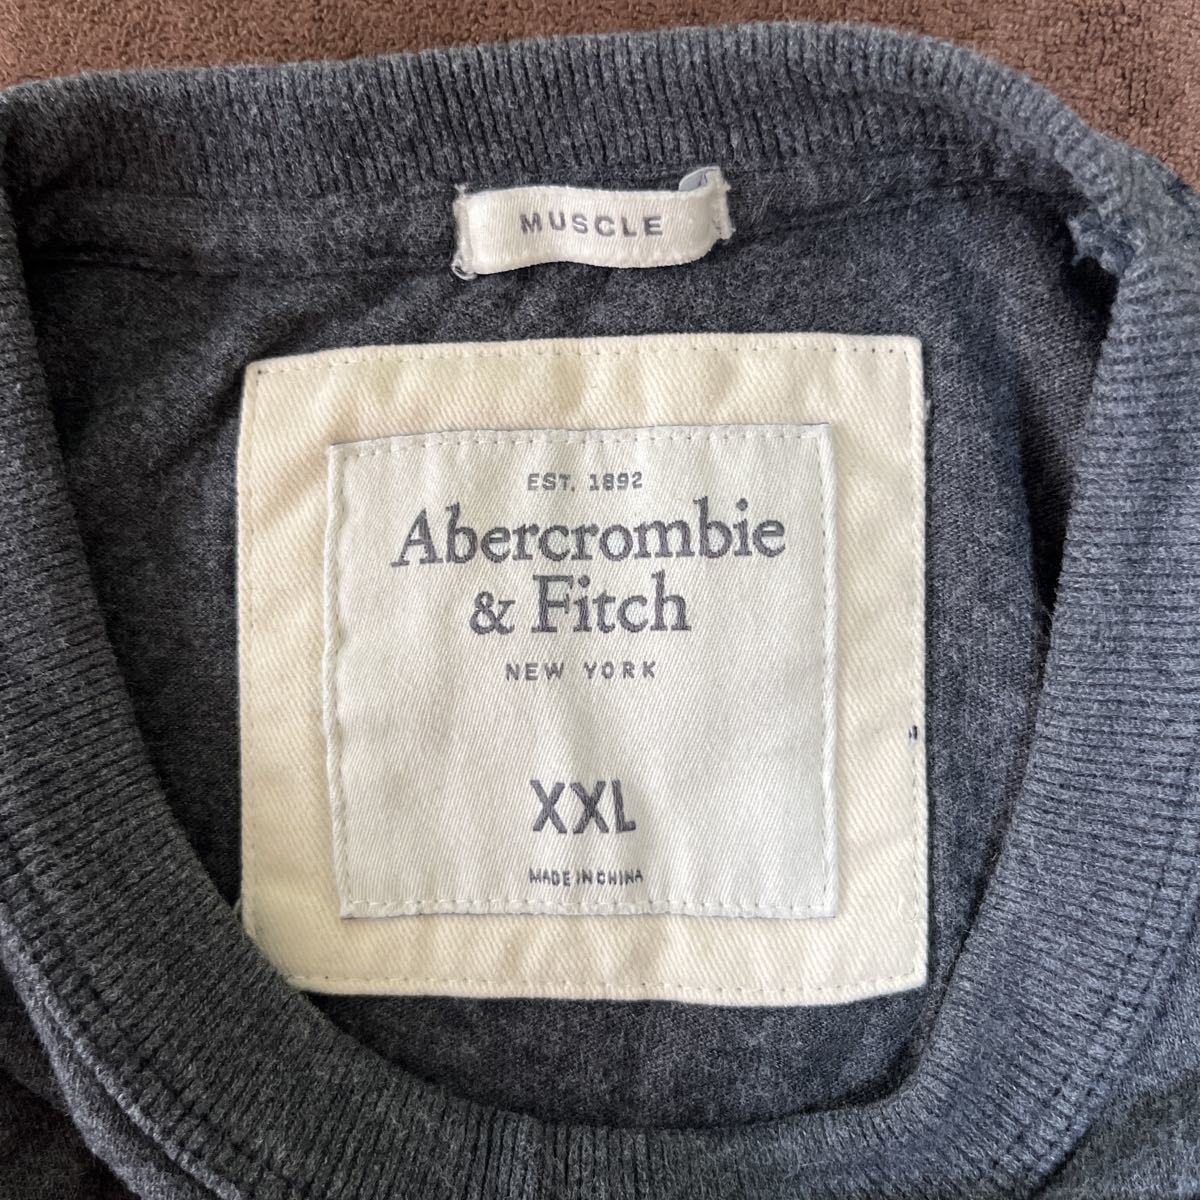 MUSCLE
EST. 1892
Abercrombie
& Fitch
NEW YORK
XXL
MADE IN CHINA